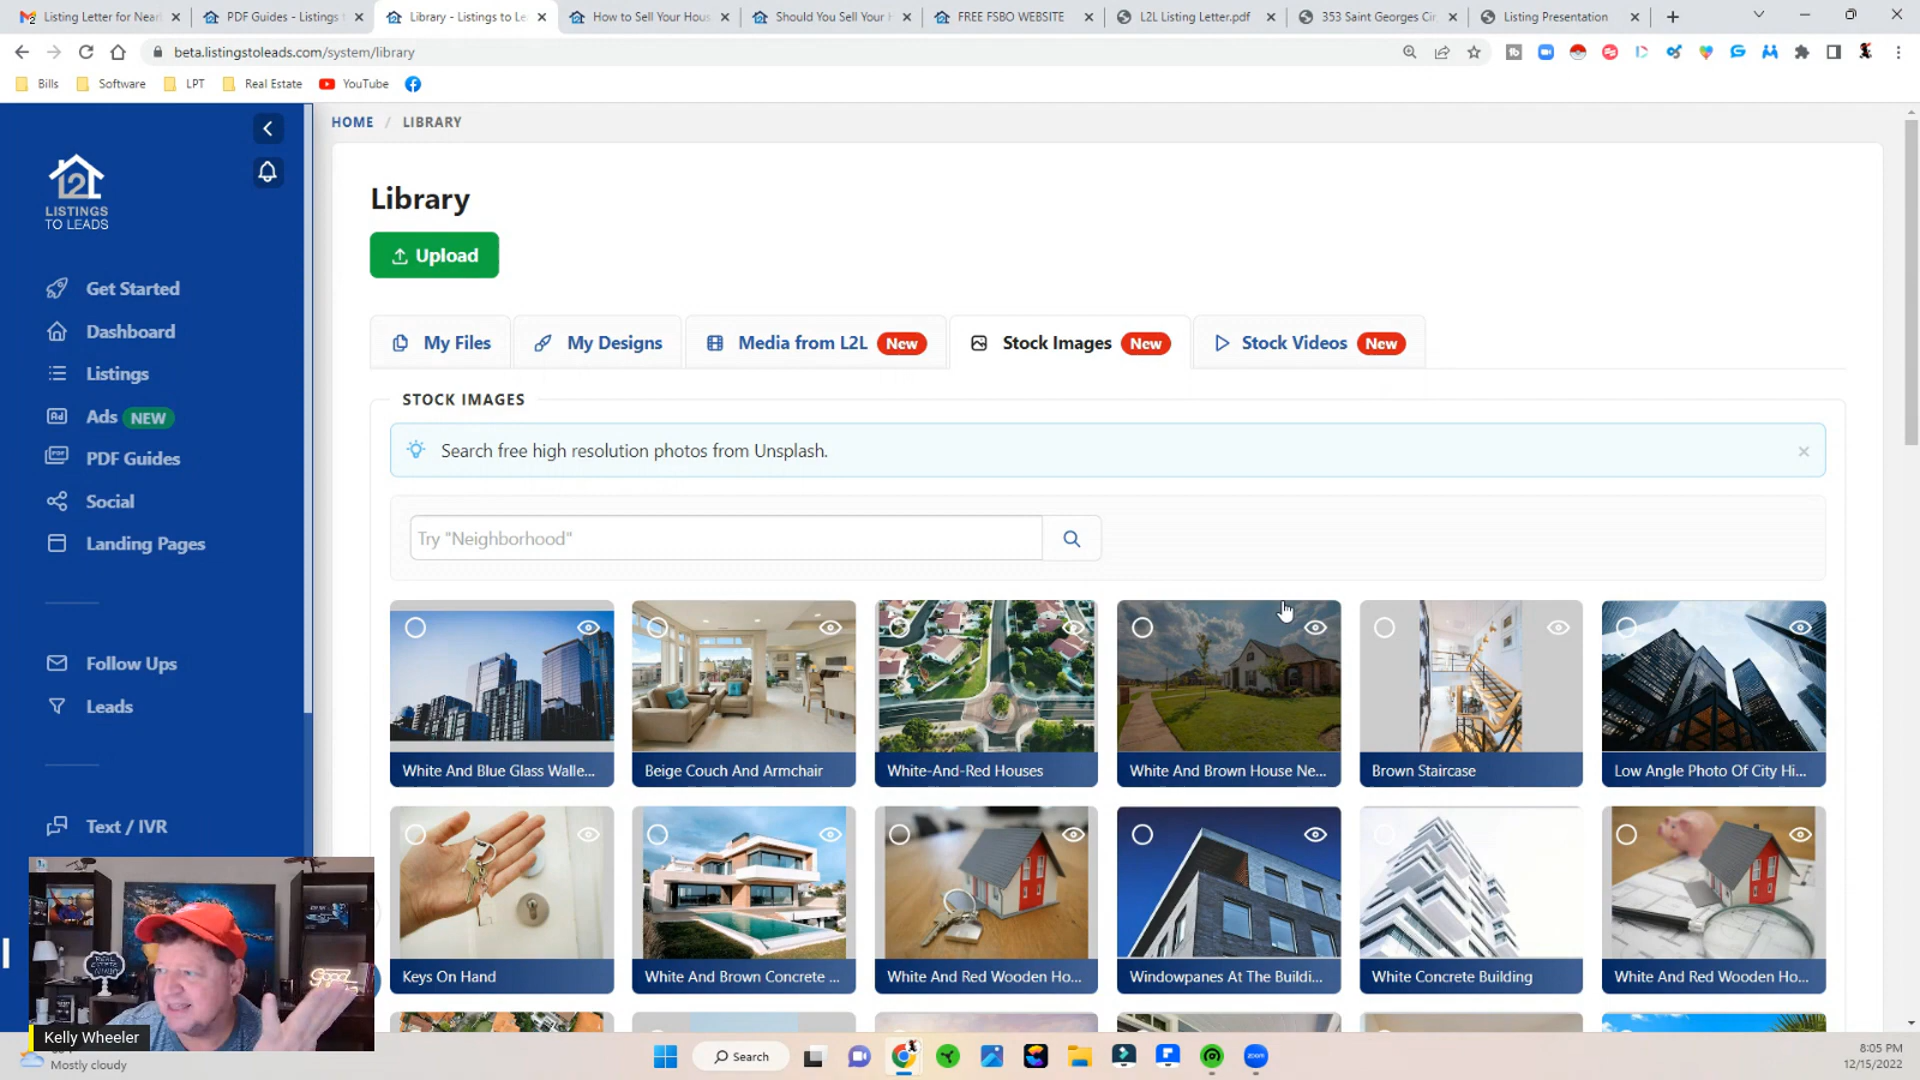 Listing Letter for Near
PDF Guides - Listings
Library - Listings to Le
How to Sell Your Hous
Should You Sell Your H
FREE FSBO WEBSITE
L2L Listing Letter.pdf
353 Saint Georges Cir
Listing Presentation
beta.listingstoleads.com/system/library
Bills
Software
LPT
Real Estate
YouTube
HOME / LIBRARY
L2L
LISTINGS
TO LEADS
Get Started
Dashboard
Listings
Ads NEW
PDF Guides
Social
Landing Pages
Follow Ups
Leads
Text / IVR
Library
Upload
My Files
My Designs
Media from L2L New
Stock Images New
Stock Videos New
STOCK IMAGES
Search free high resolution photos from Unsplash.
Try "Neighborhood"
White And Blue Glass Walle...
Beige Couch And Armchair
White-And-Red Houses
White And Brown House Ne...
Brown Staircase
Low Angle Photo Of City Hi...
Keys On Hand
White And Brown Concrete ...
White And Red Wooden Ho...
Windowpanes At The Buildi...
White Concrete Building
White And Red Wooden Ho...
REAL
ESTATE
NINJA
Good
Kelly Wheeler
Mostly cloudy
Search
zoom
8:05 PM
12/15/2022